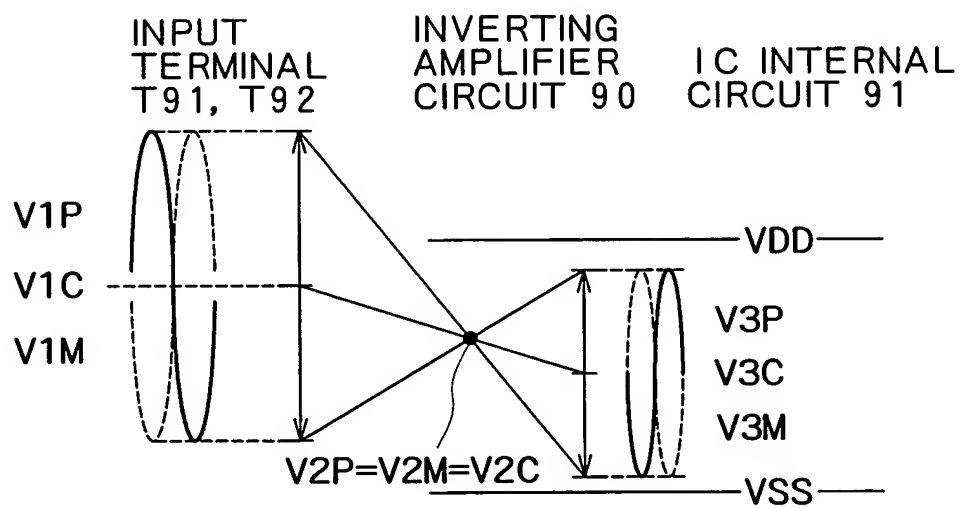 INPUT
TERMINAL
T91, T92
INVERTING
AMPLIFIER
CIRCUIT 90
IC INTERNAL
CIRCUIT 91
V1P
V1C
V1M
VDD
V3P
V3C
V3M
V2P=V2M=V2C
VSS